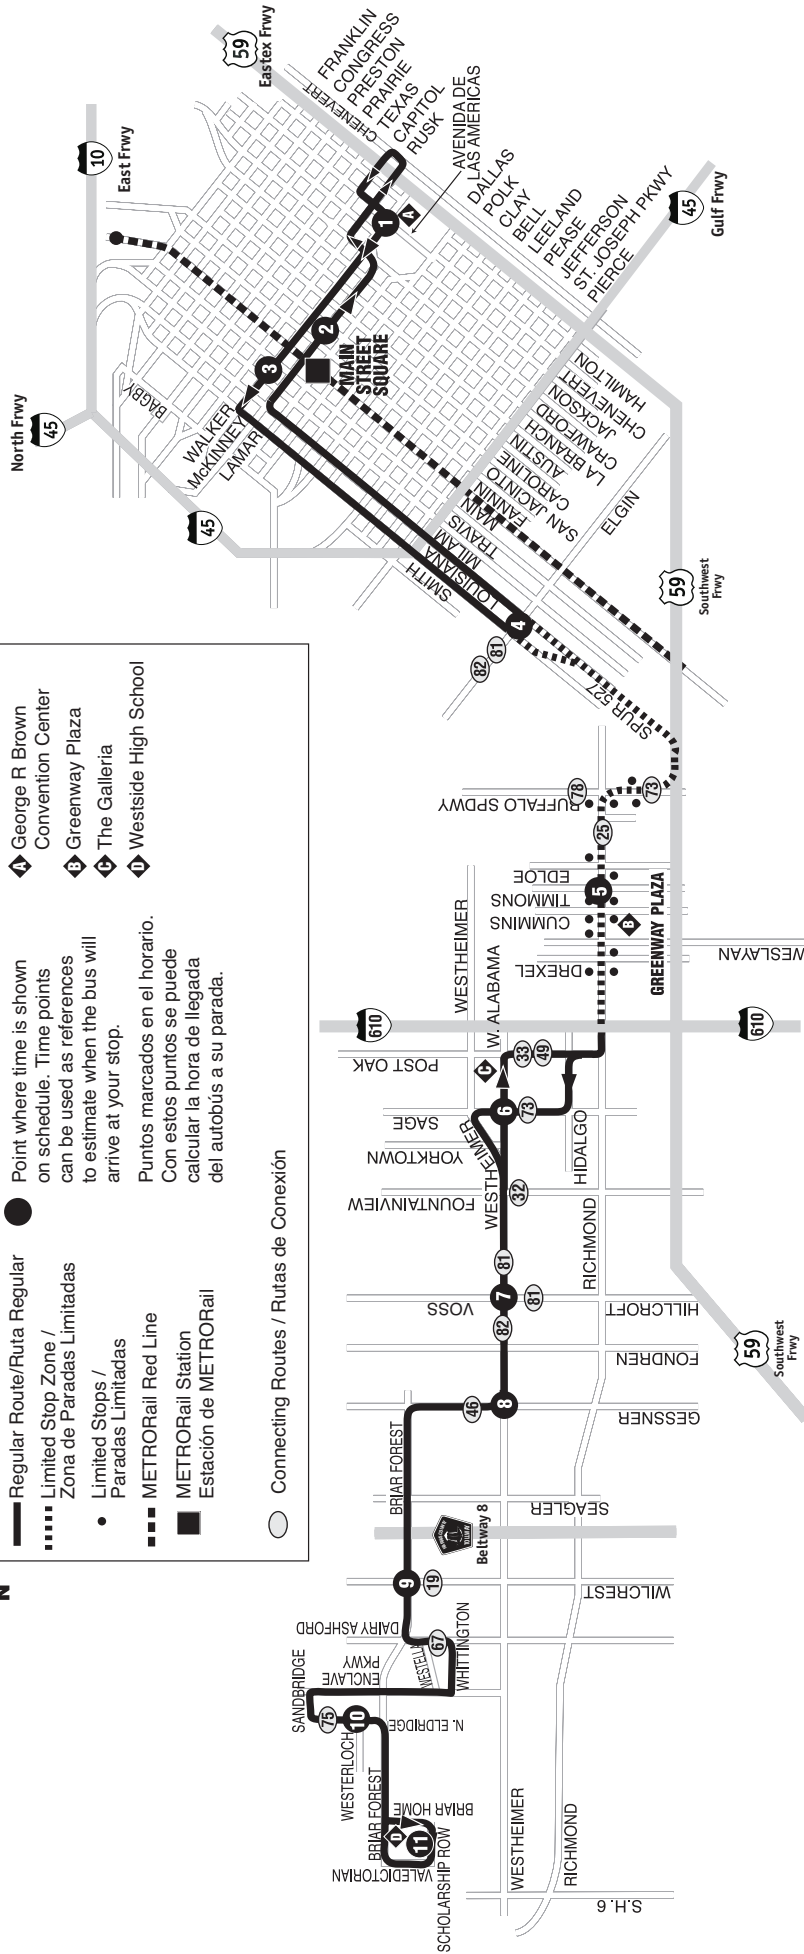 N
Regular Route/Ruta Regular
Limited Stop Zone /
Zona de Paradas Limitadas
Limited Stops /
Paradas Limitadas
METRORail Red Line
METRORail Station
Estación de METRORail
Connecting Routes / Rutas de Conexión
Point where time is shown
on schedule. Time points
can be used as references
to estimate when the bus will
arrive at your stop.
Puntos marcados en el horario.
Con estos puntos se puede
calcular la hora de llegada
del autobús a su parada.
A George R Brown
Convention Center
B Greenway Plaza
C The Galleria
D Westside High School
North Frwy
45
10
East Frwy
59
Eastex Frwy
45
45
Gulf Frwy
59
Southwest
Frwy
610
610
59
Southwest
Frwy
Beltway 8
FRANKLIN
CONGRESS
PRESTON
PRAIRIE
TEXAS
CAPITOL
RUSK
CHENEVERT
AVENIDA DE
LAS AMERICAS
DALLAS
POLK
CLAY
BELL
LEELAND
PEASE
JEFFERSON
ST. JOSEPH PKWY
PIERCE
BAGBY
WALKER
McKINNEY
LAMAR
MAIN
STREET
SQUARE
1
A
2
3
HAMILTON
CHENEVERT
JACKSON
CRAWFORD
LA BRANCH
AUSTIN
CAROLINE
SAN JACINTO
FANNIN
MAIN
TRAVIS
MILAM
LOUISIANA
SMITH
ELGIN
4
82
81
SPUR 527
BUFFALO SPDWY
78
73
25
EDLOE
TIMMONS
CUMMINS
5
B
GREENWAY PLAZA
DREXEL
WESLAYAN
WESTHEIMER
W. ALABAMA
POST OAK
C
33
49
SAGE
6
73
HIDALGO
YORKTOWN
WESTHEIMER
FOUNTAINVIEW
32
RICHMOND
81
VOSS
7
81
HILLCROFT
82
FONDREN
8
46
GESSNER
BRIAR FOREST
SEAGLER
9
19
WILCREST
DAIRY ASHFORD
67
WESTELLA
WHITTINGTON
ENCLAVE
PKWY
SANDBRIDGE
75
10
N. ELDRIDGE
WESTERLOCH
BRIAR FOREST
BRIAR HOME
D
11
VALEDICTORIAN
SCHOLARSHIP ROW
WESTHEIMER
RICHMOND
S.H. 6